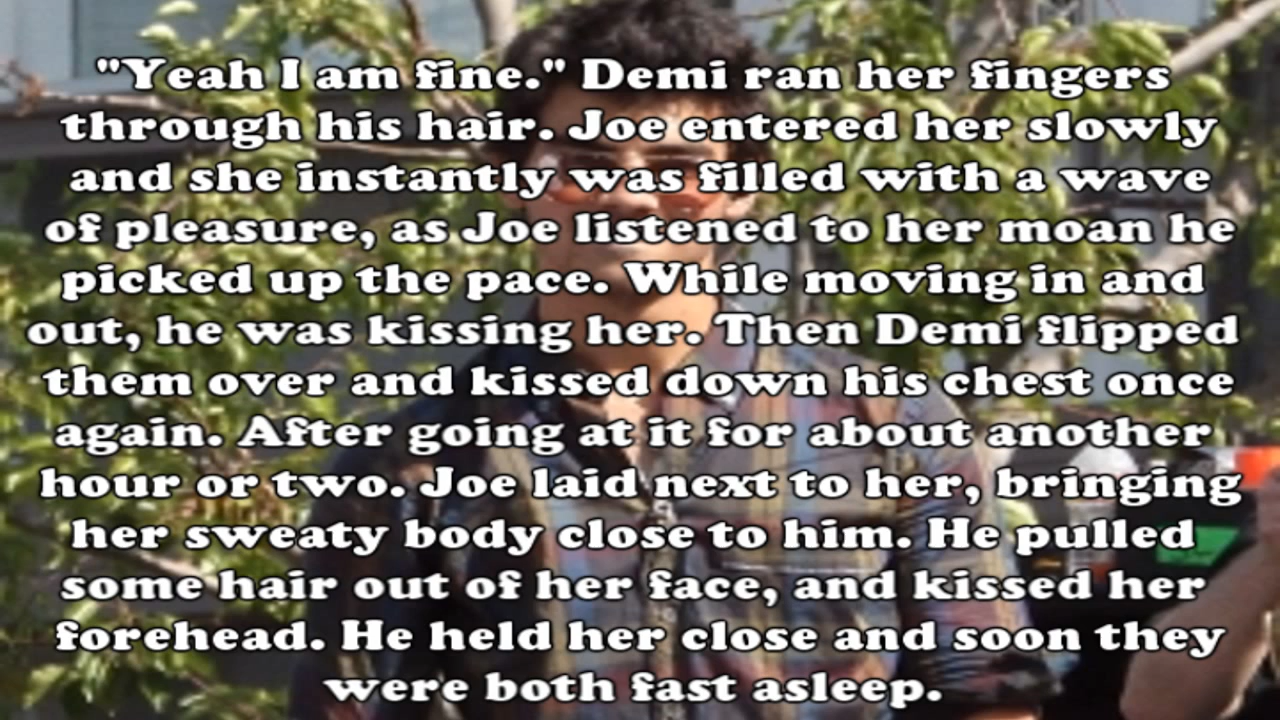 "Yeah I am fine." Demi ran her fingers
through his hair. Joe entered her slowly
and she instantly was filled with a wave
of pleasure, as Joe listened to her moan he
picked up the pace. While moving in and
out, he was kissing her. Then Demi flipped
them over and kissed down his chest once
again. After going at it for about another
hour or two. Joe laid next to her, bringing
her sweaty body close to him. He pulled
some hair out of her face, and kissed her
forehead. He held her close and soon they
were both fast asleep.